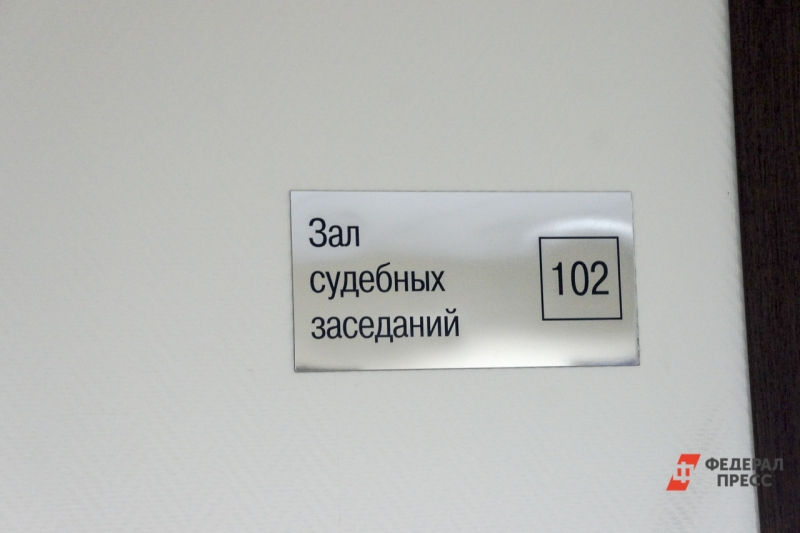 Зал
судебных
заседаний
102
ФЕДЕРАЛ
ПРЕСС